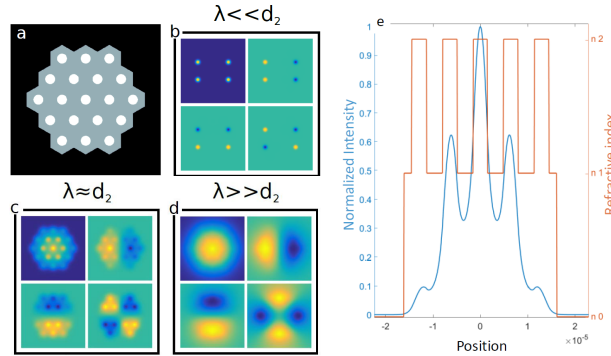 a
λ<<d₂
b
λ≈d₂
c
λ>>d₂
d
e
Normalized Intensity
1
0.9
0.8
0.7
0.6
0.5
0.4
0.3
0.2
0.1
0
-2 -1 0 1 2
×10⁻⁵
Position
n 2
n 1
n 0
Refractive index